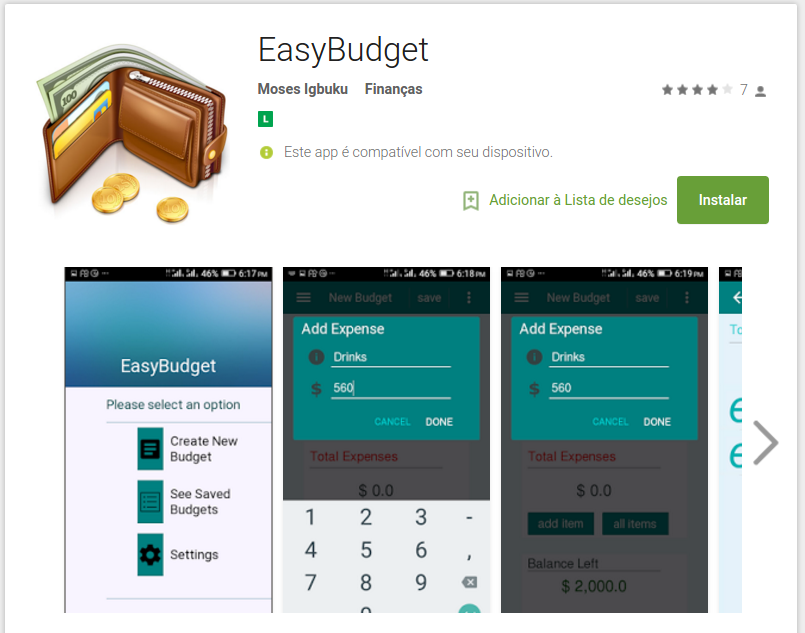 EasyBudget
Moses Igbuku Finanças
7
L
Este app é compatível com seu dispositivo.
Adicionar à Lista de desejos
Instalar
100
46% 6:17 PM
EasyBudget
Please select an option
Create New
Budget
See Saved
Budgets
Settings
46% 6:18 PM
New Budget save
Add Expense
Drinks
$ 560
CANCEL DONE
Total Expenses
$ 0.0
1 2 3 -
4 5 6 ,
7 8 9
46% 6:19 PM
New Budget save
Add Expense
Drinks
$ 560
CANCEL DONE
Total Expenses
$ 0.0
add item all items
Balance Left
$ 2,000.0